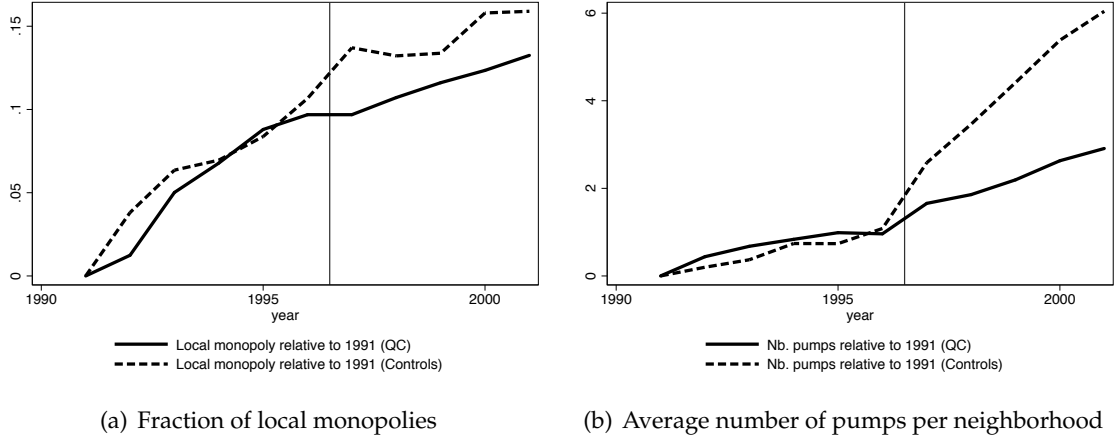 .15
.1
.05
0
1990 1995 2000
year
Local monopoly relative to 1991 (QC)
Local monopoly relative to 1991 (Controls)
(a) Fraction of local monopolies
6
4
2
0
1990 1995 2000
year
Nb. pumps relative to 1991 (QC)
Nb. pumps relative to 1991 (Controls)
(b) Average number of pumps per neighborhood